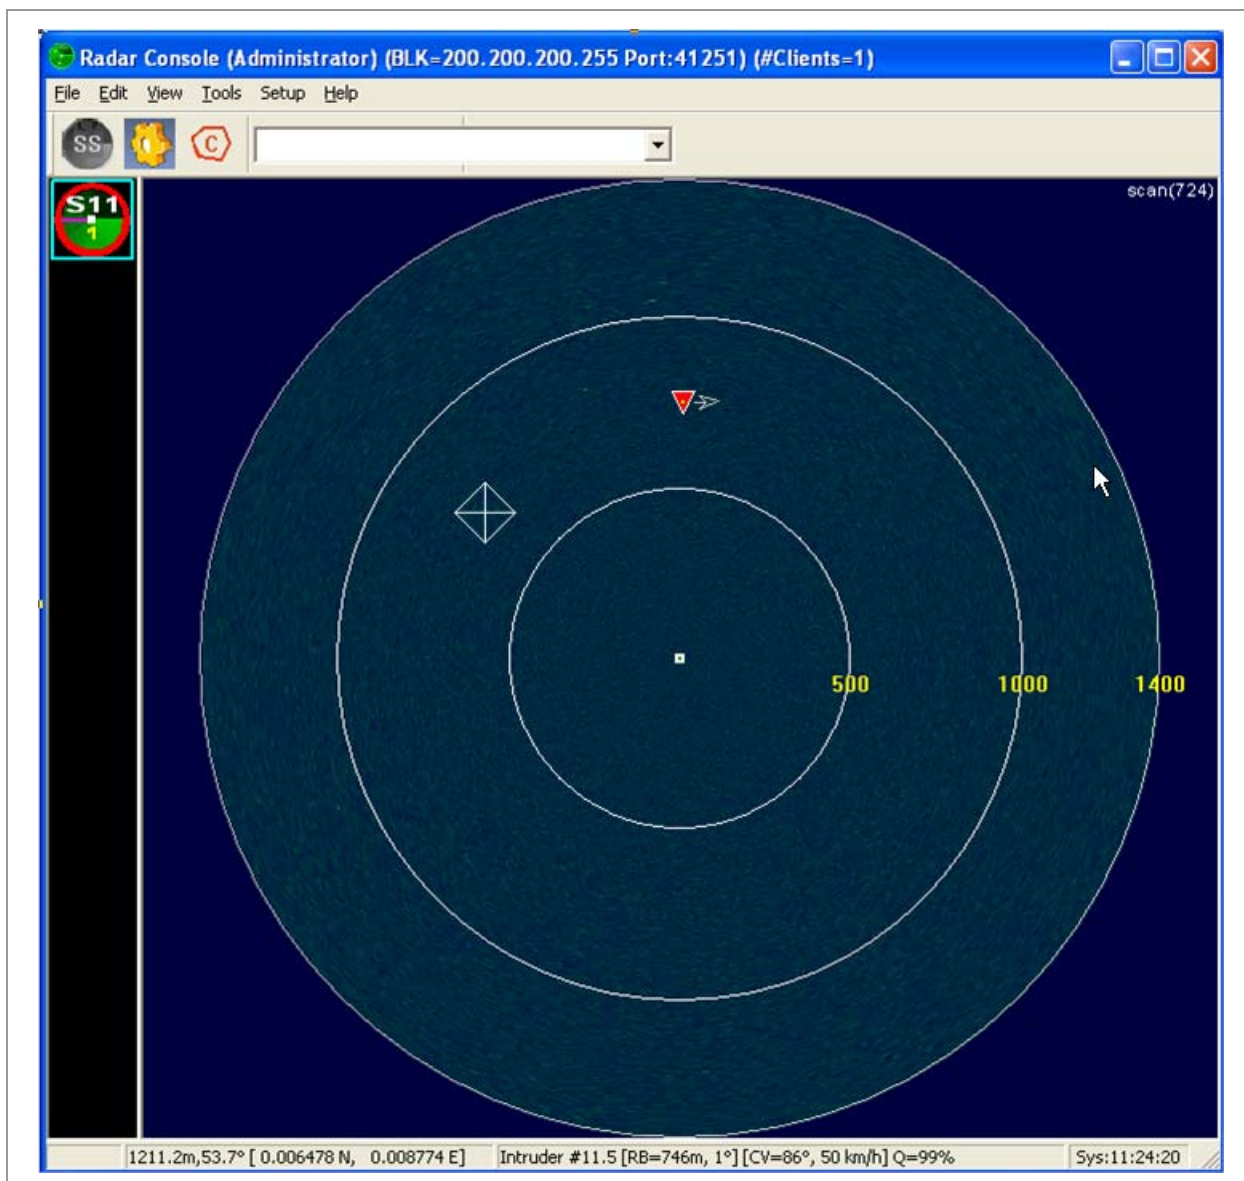 Radar Console (Administrator) (BLK=200.200.200.255 Port:41251) (#Clients=1)
File Edit View Tools Setup Help
SS C
S11
1
scan(724)
500 1000 1400
1211.2m,53.7° [ 0.006478 N, 0.008774 E] Intruder #11.5 [RB=746m, 1°] [CV=86°, 50 km/h] Q=99% Sys:11:24:20